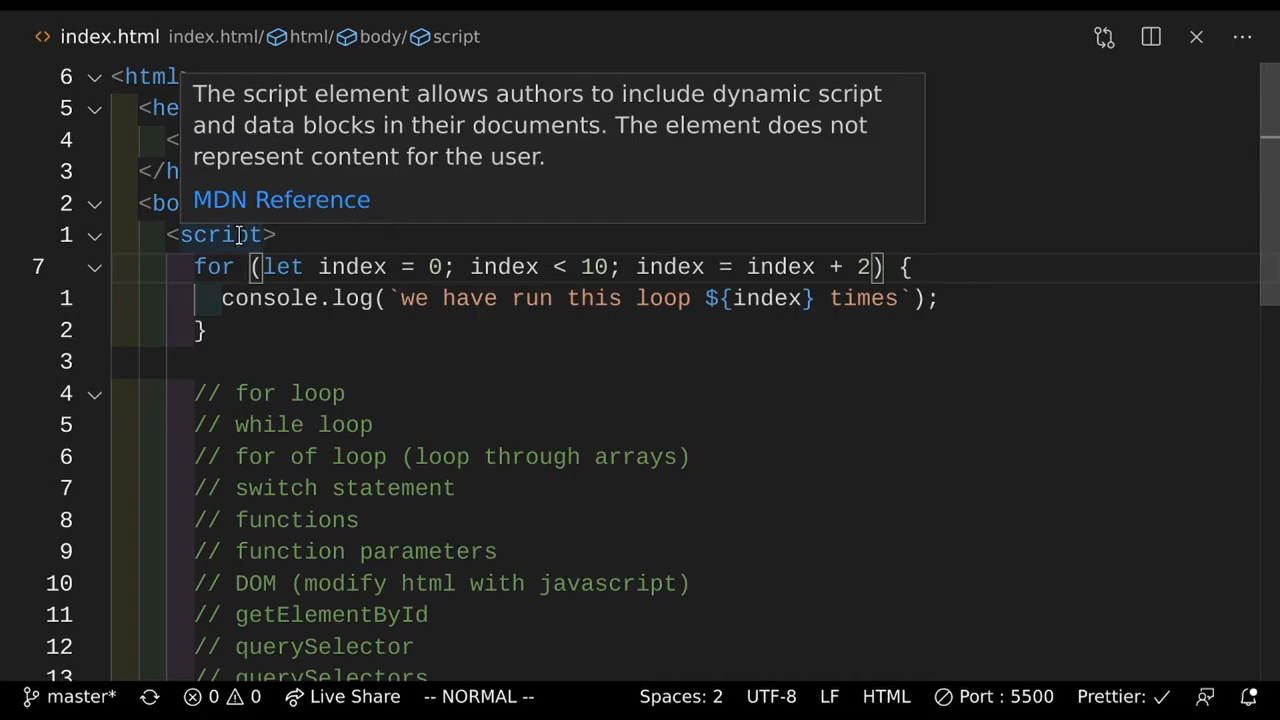 index.html index.html/html/body/script
6 <html
5 <he
4 <
3 </h
2 <bo
The script element allows authors to include dynamic script
and data blocks in their documents. The element does not
represent content for the user.
MDN Reference
1 <script>
7 for (let index = 0; index < 10; index = index + 2) {
1 console.log(`we have run this loop ${index} times`);
2 }
3
4 // for loop
5 // while loop
6 // for of loop (loop through arrays)
7 // switch statement
8 // functions
9 // function parameters
10 // DOM (modify html with javascript)
11 // getElementById
12 // querySelector
13 // querySelectors
master* 0 0 Live Share -- NORMAL -- Spaces: 2 UTF-8 LF HTML Port : 5500 Prettier: